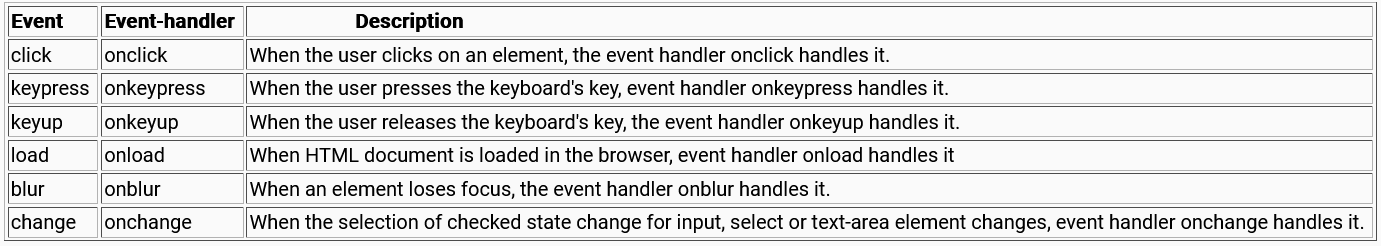 Event Event-handler Description
click onclick When the user clicks on an element, the event handler onclick handles it.
keypress onkeypress When the user presses the keyboard's key, event handler onkeypress handles it.
keyup onkeyup When the user releases the keyboard's key, the event handler onkeyup handles it.
load onload When HTML document is loaded in the browser, event handler onload handles it
blur onblur When an element loses focus, the event handler onblur handles it.
change onchange When the selection of checked state change for input, select or text-area element changes, event handler onchange handles it.